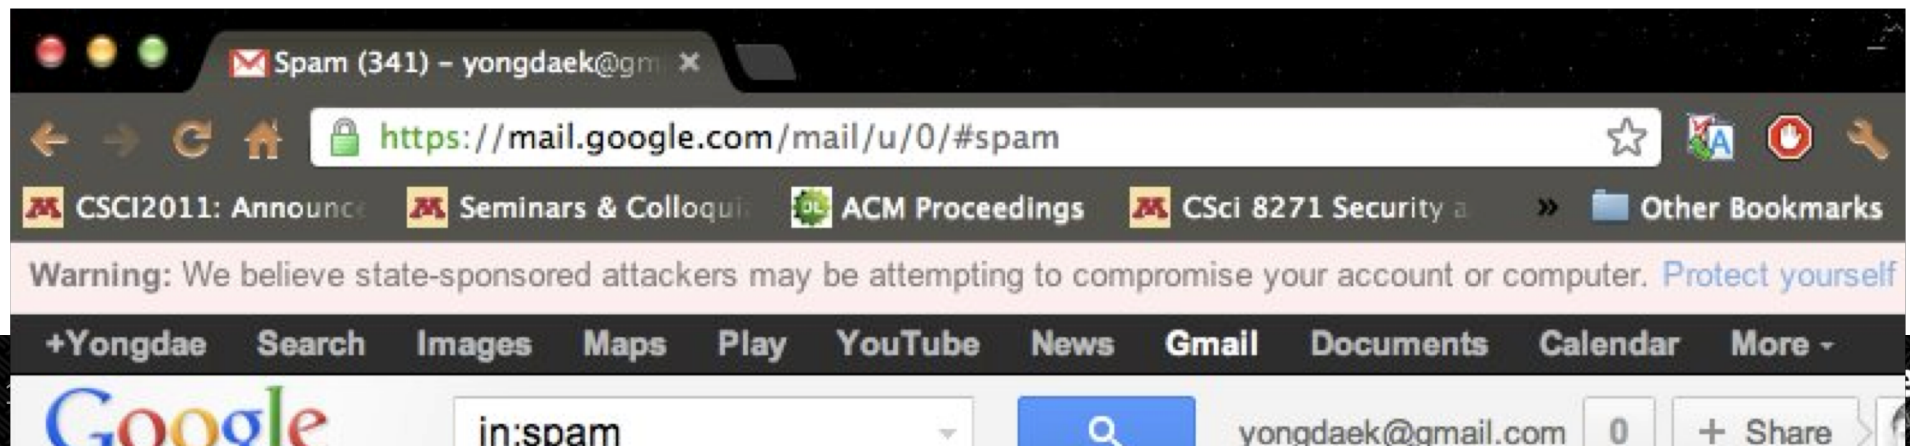 Spam (341) – yongdaek@gm
https://mail.google.com/mail/u/0/#spam
CSCI2011: Announce Seminars & Colloqui ACM Proceedings CSci 8271 Security a » Other Bookmarks
Warning: We believe state-sponsored attackers may be attempting to compromise your account or computer. Protect yourself
+Yongdae Search Images Maps Play YouTube News Gmail Documents Calendar More
Google in:spam yongdaek@gmail.com 0 + Share